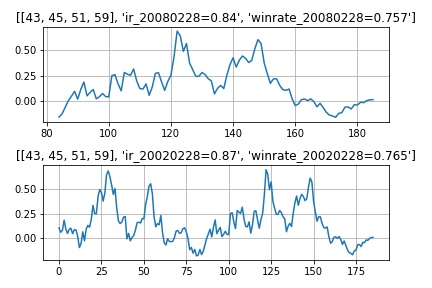 [[43, 45, 51, 59], 'ir_20080228=0.84', 'winrate_20080228=0.757']
0.50
0.25
0.00
80 100 120 140 160 180
[[43, 45, 51, 59], 'ir_20020228=0.87', 'winrate_20020228=0.765']
0.50
0.25
0.00
0 25 50 75 100 125 150 175